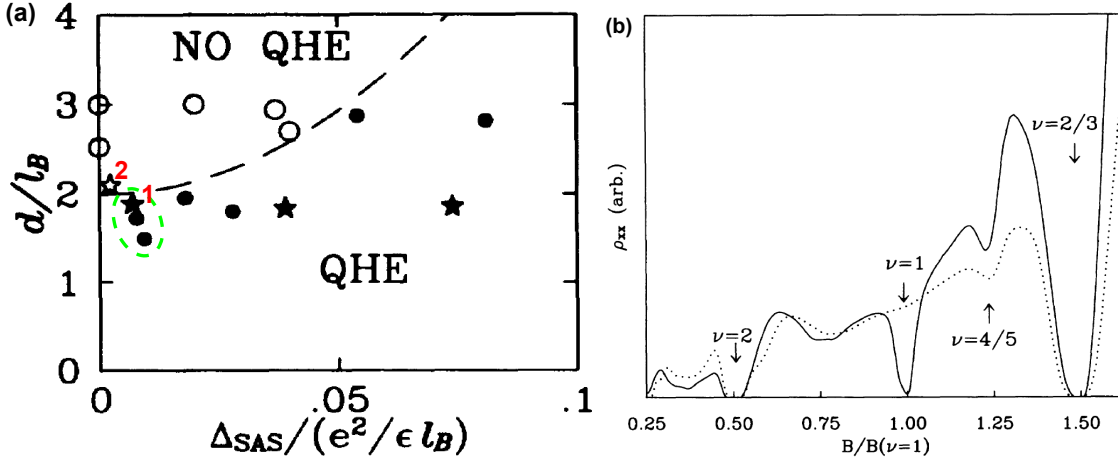 (a)
4
3
2
1
0
NO QHE
2
1
QHE
d/l_B
0
.05
.1
Δ_SAS/(e²/ϵ l_B)
(b)
ρ_xx (arb.)
ν=2/3
ν=1
ν=2
ν=4/5
0.25 0.50 0.75 1.00 1.25 1.50
B/B(ν=1)